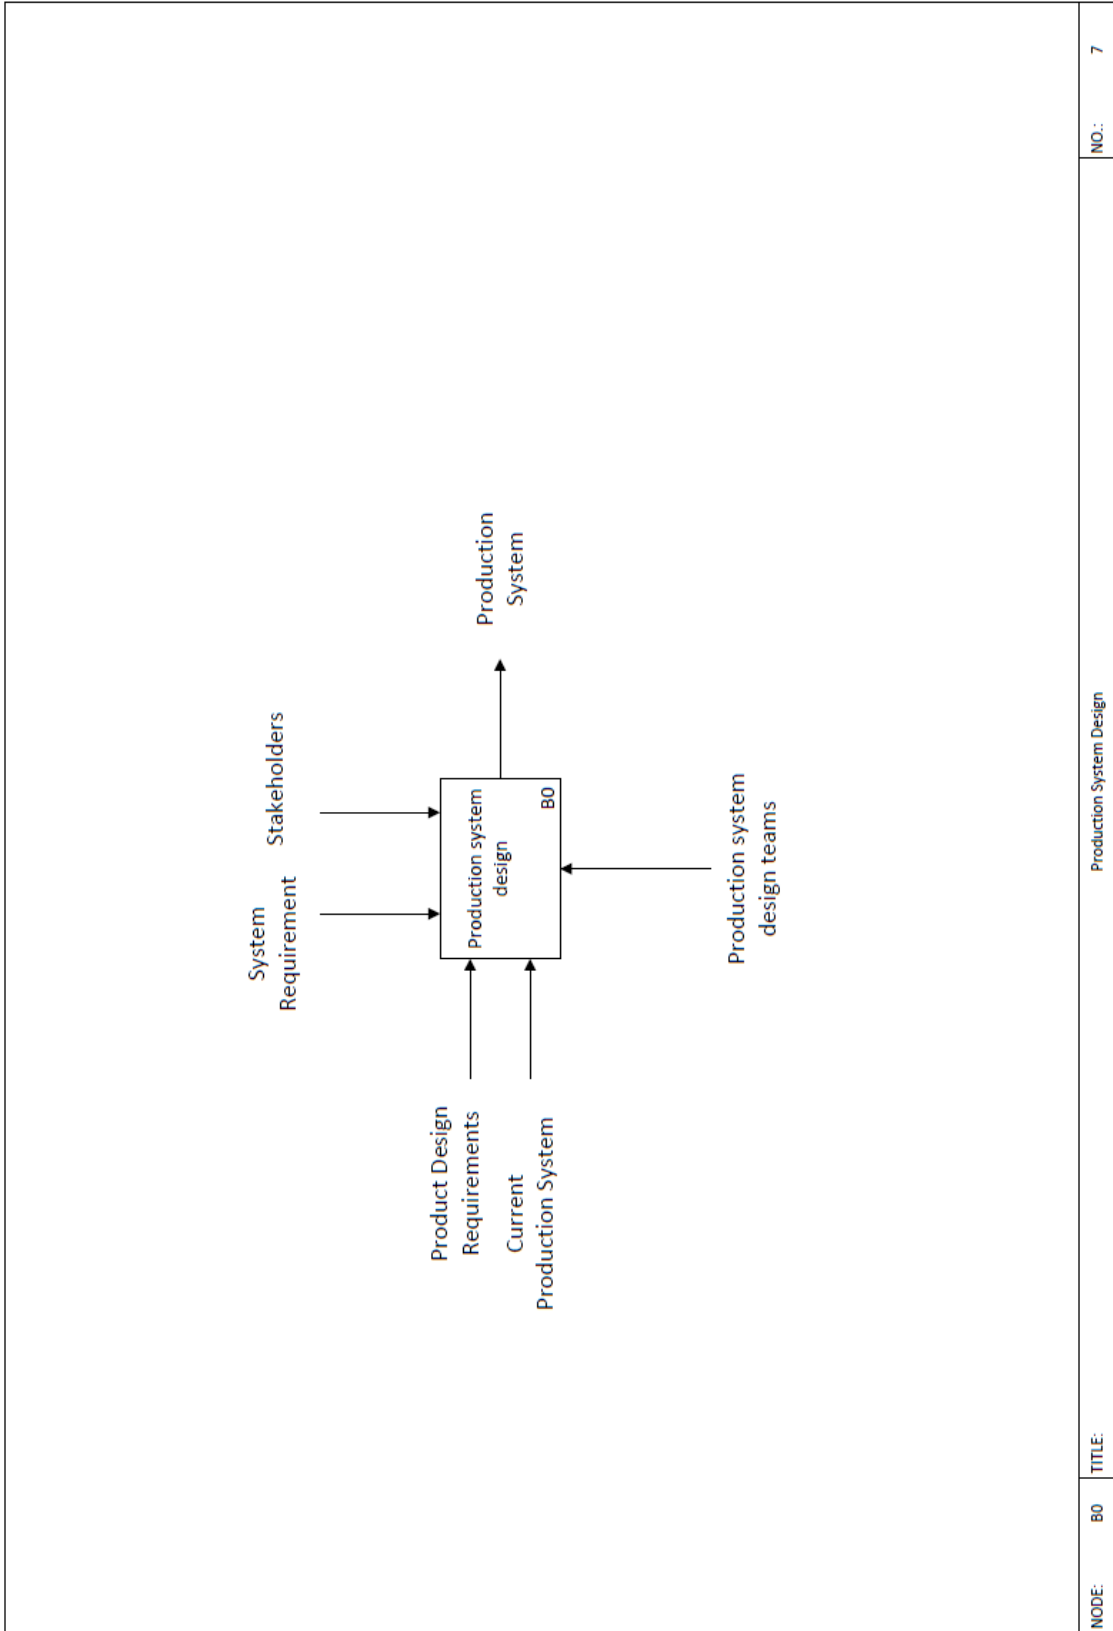 System
Requirement
Stakeholders
Product Design
Requirements
Current
Production System
Production system
design
B0
Production
System
Production system
design teams
NODE:
B0
TITLE:
Production System Design
NO.:
7